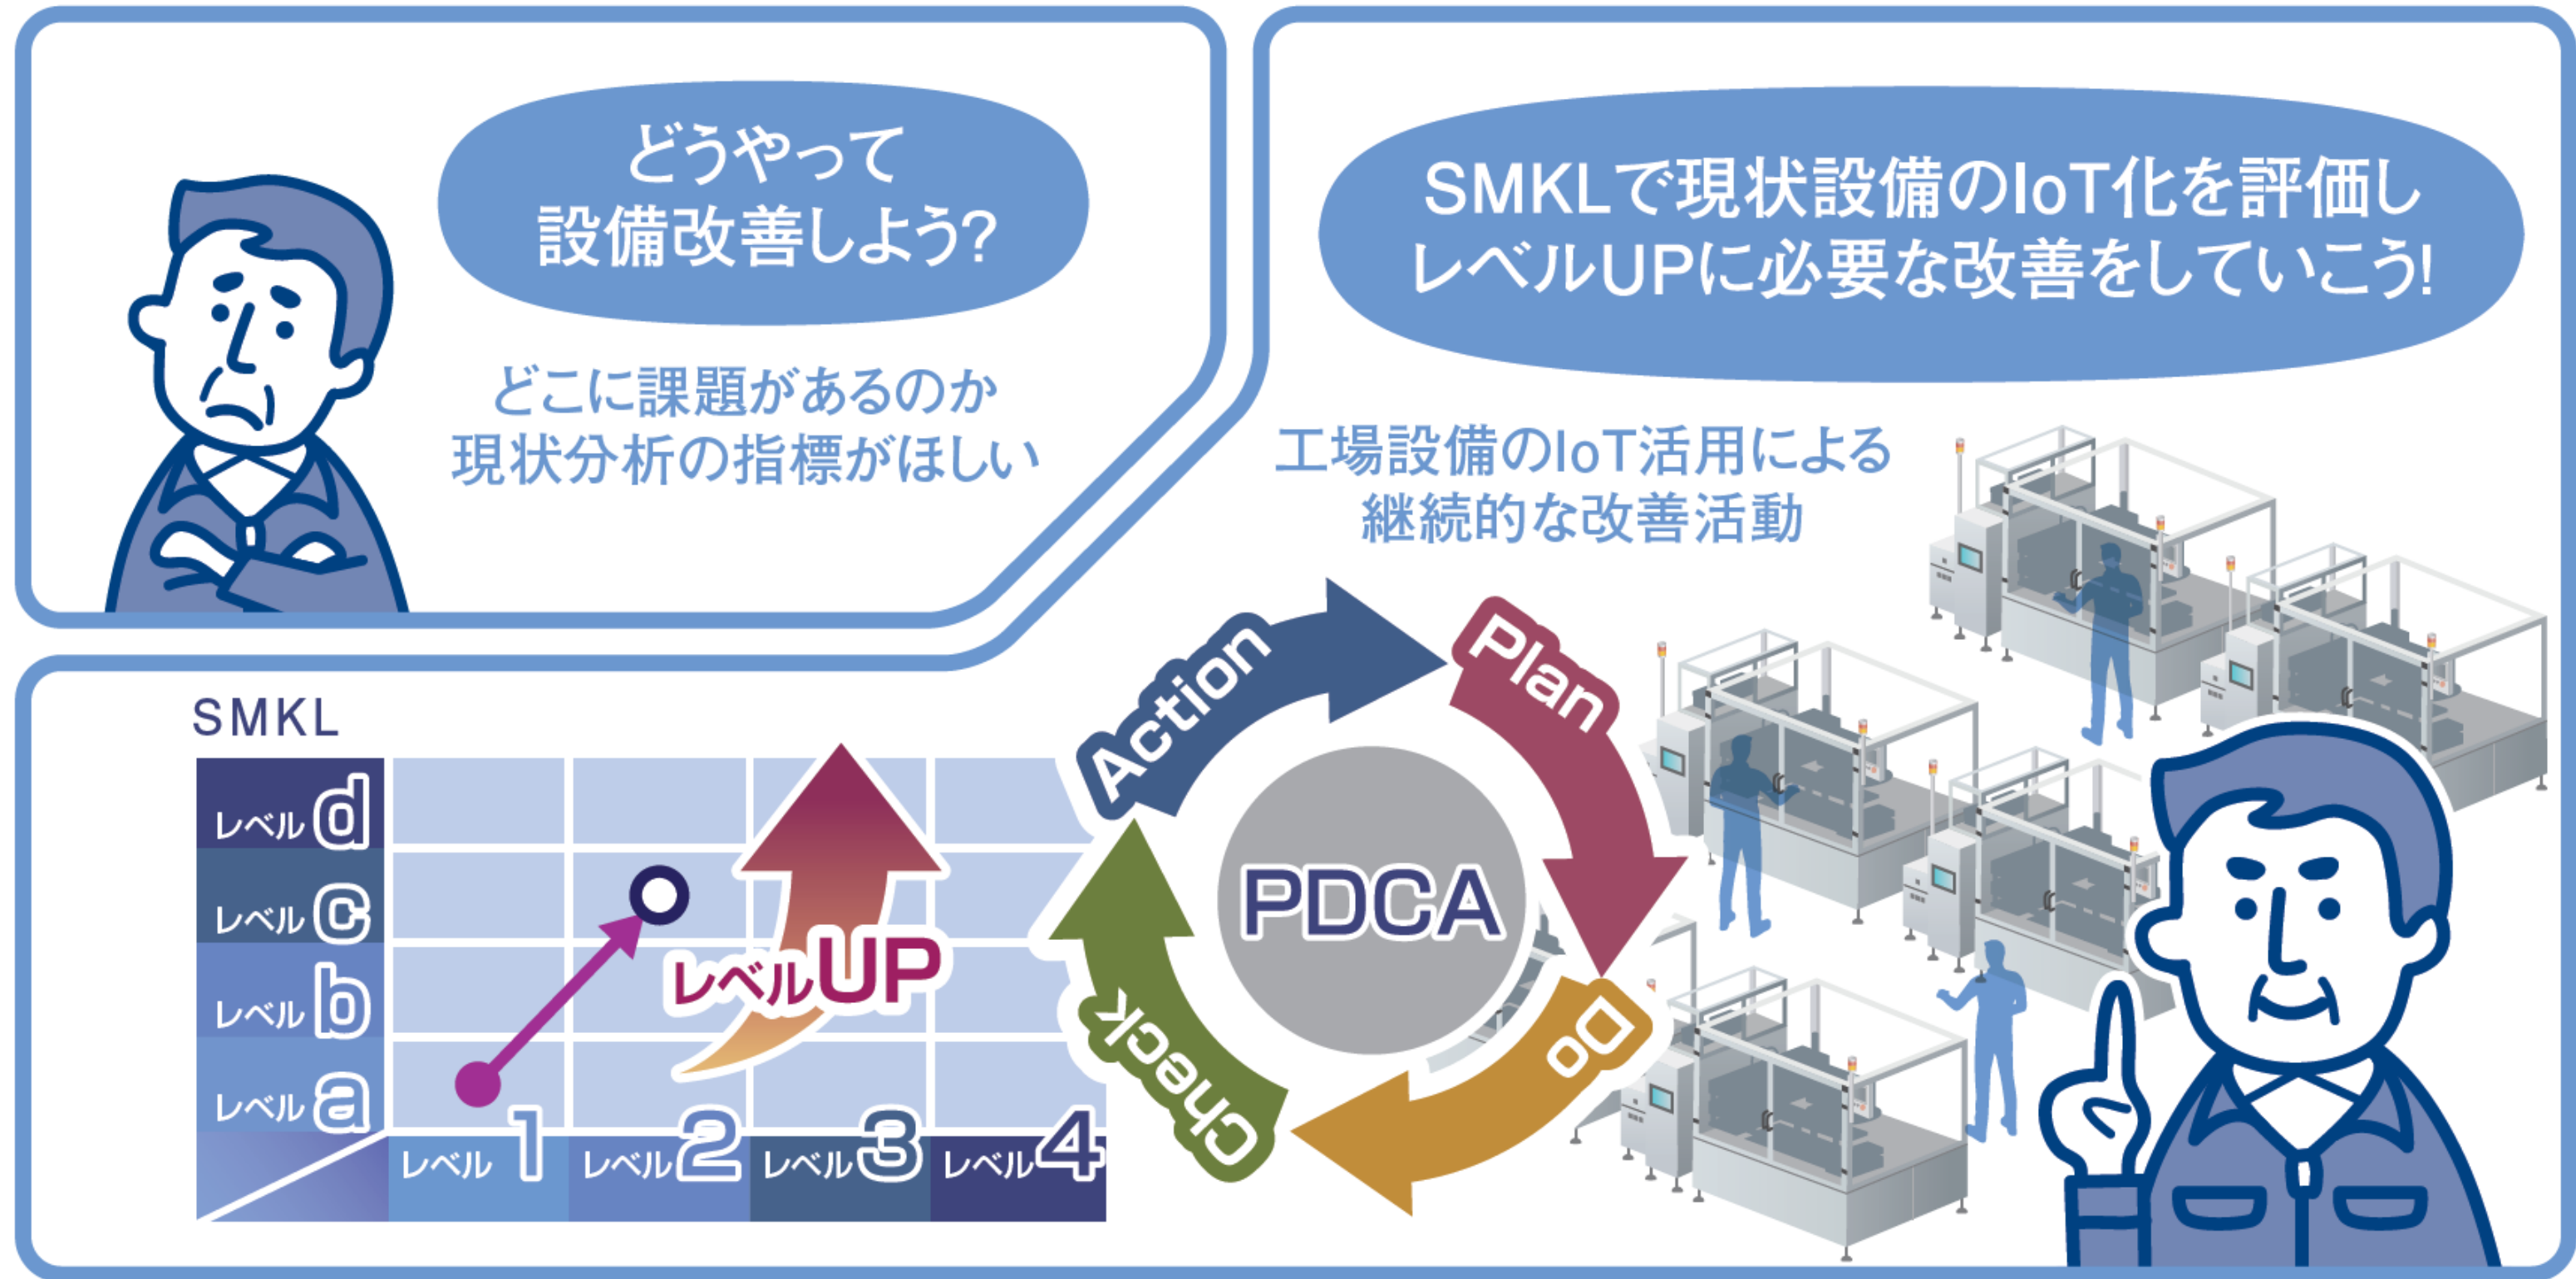 どうやって
設備改善しよう?
どこに課題があるのか
現状分析の指標がほしい
SMKLで現状設備のIoT化を評価し
レベルUPに必要な改善をしていこう!
工場設備のIoT活用による
継続的な改善活動
SMKL
レベルd
レベルc
レベルb
レベルa
レベル1
レベル2
レベル3
レベル4
レベルUP
Action
Plan
Do
Check
PDCA